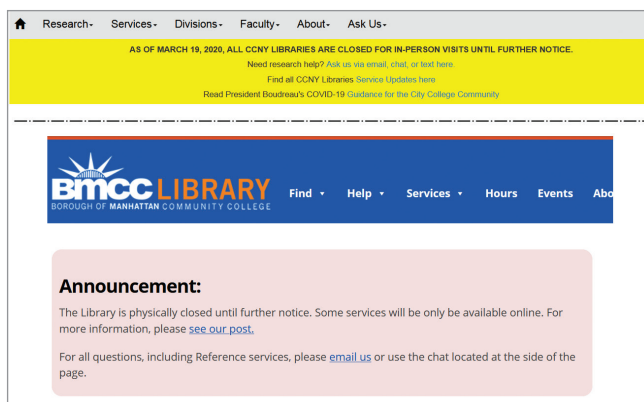 Research Services Divisions Faculty About Ask Us
AS OF MARCH 19, 2020, ALL CCNY LIBRARIES ARE CLOSED FOR IN-PERSON VISITS UNTIL FURTHER NOTICE.
Need research help? Ask us via email, chat, or text here.
Find all CCNY Libraries Service Updates here
Read President Boudreau's COVID-19 Guidance for the City College Community
BMCC LIBRARY
BOROUGH OF MANHATTAN COMMUNITY COLLEGE
Find Help Services Hours Events Abo
Announcement:
The Library is physically closed until further notice. Some services will be only be available online. For
more information, please see our post.
For all questions, including Reference services, please email us or use the chat located at the side of the
page.